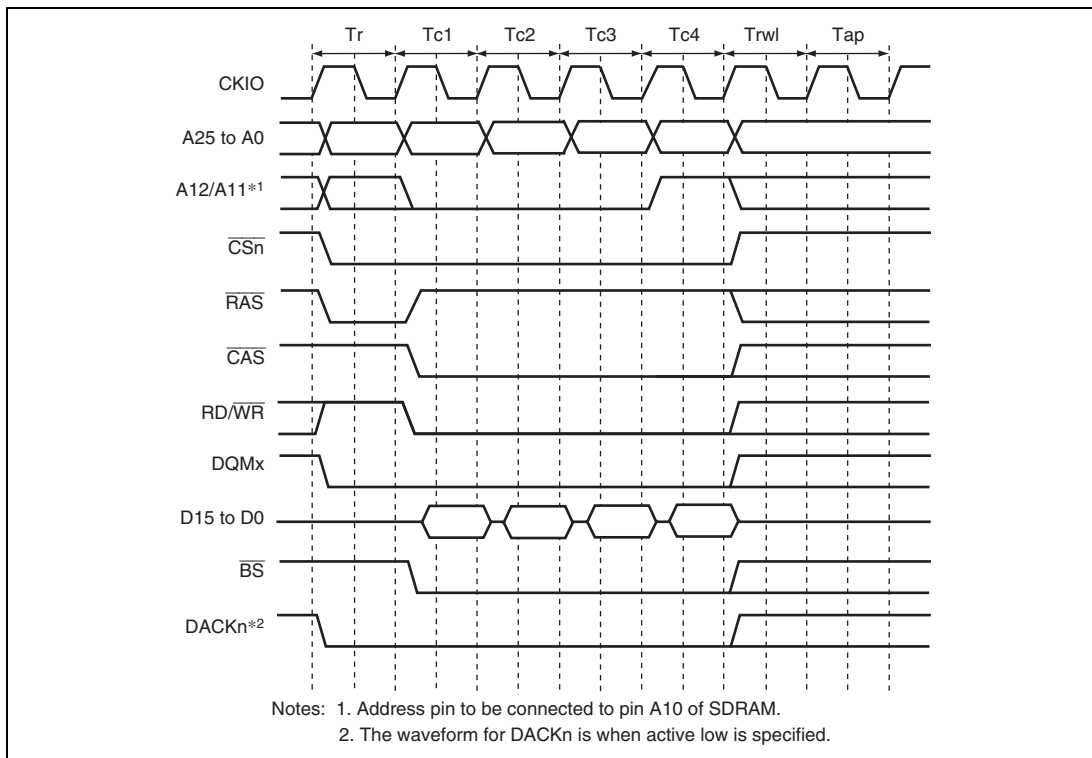 Tr Tc1 Tc2 Tc3 Tc4 Trwl Tap
CKIO
A25 to A0
A12/A11*1
CSn
RAS
CAS
RD/WR
DQMx
D15 to D0
BS
DACKn*2
Notes: 1. Address pin to be connected to pin A10 of SDRAM.
2. The waveform for DACKn is when active low is specified.